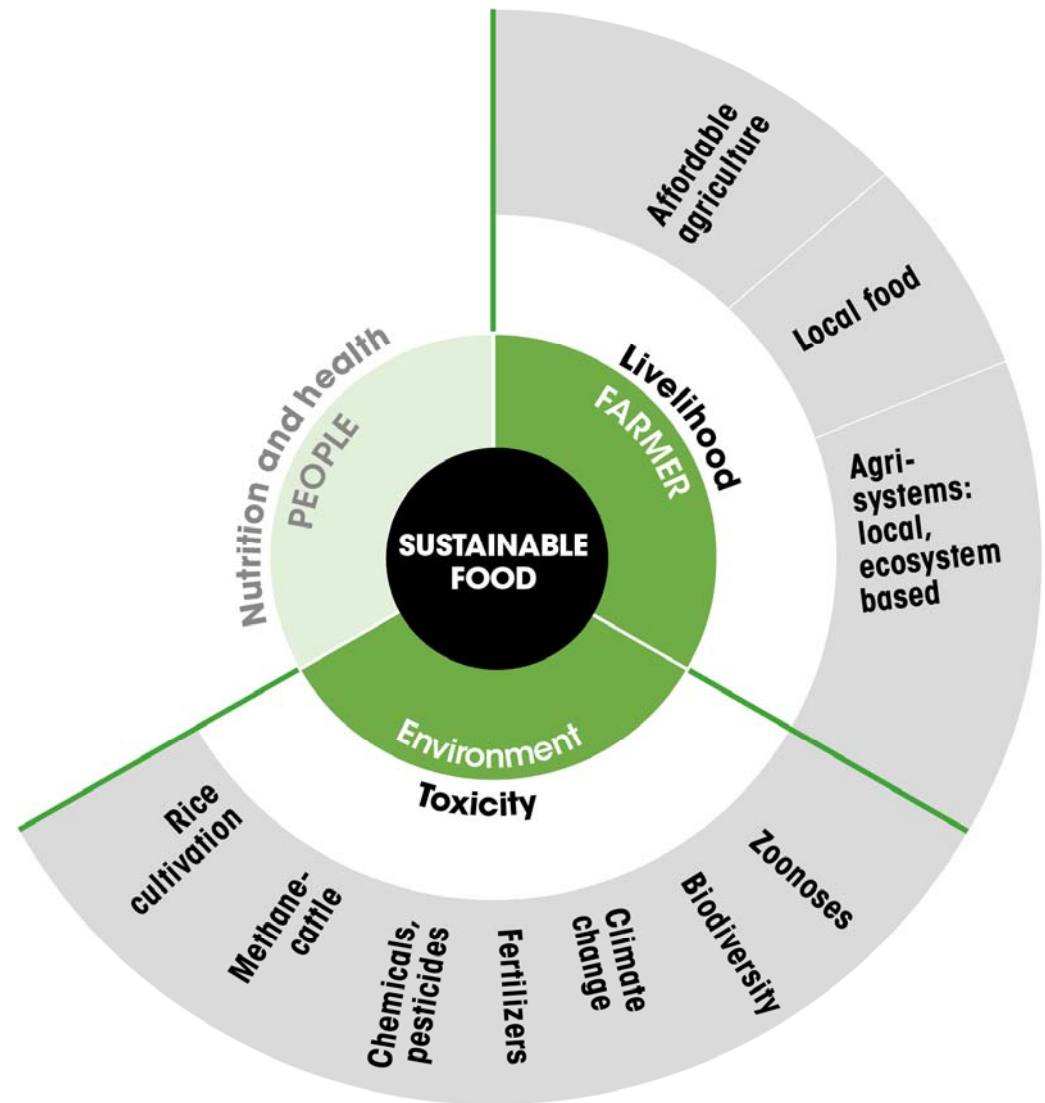 SUSTAINABLE
FOOD
PEOPLE
Nutrition and health
FARMER
Livelihood
Environment
Toxicity
Affordable
agriculture
Local food
Agri-
systems:
local,
ecosystem
based
Zoonoses
Biodiversity
Climate
change
Fertilizers
Chemicals,
pesticides
Methane-
cattle
Rice
cultivation